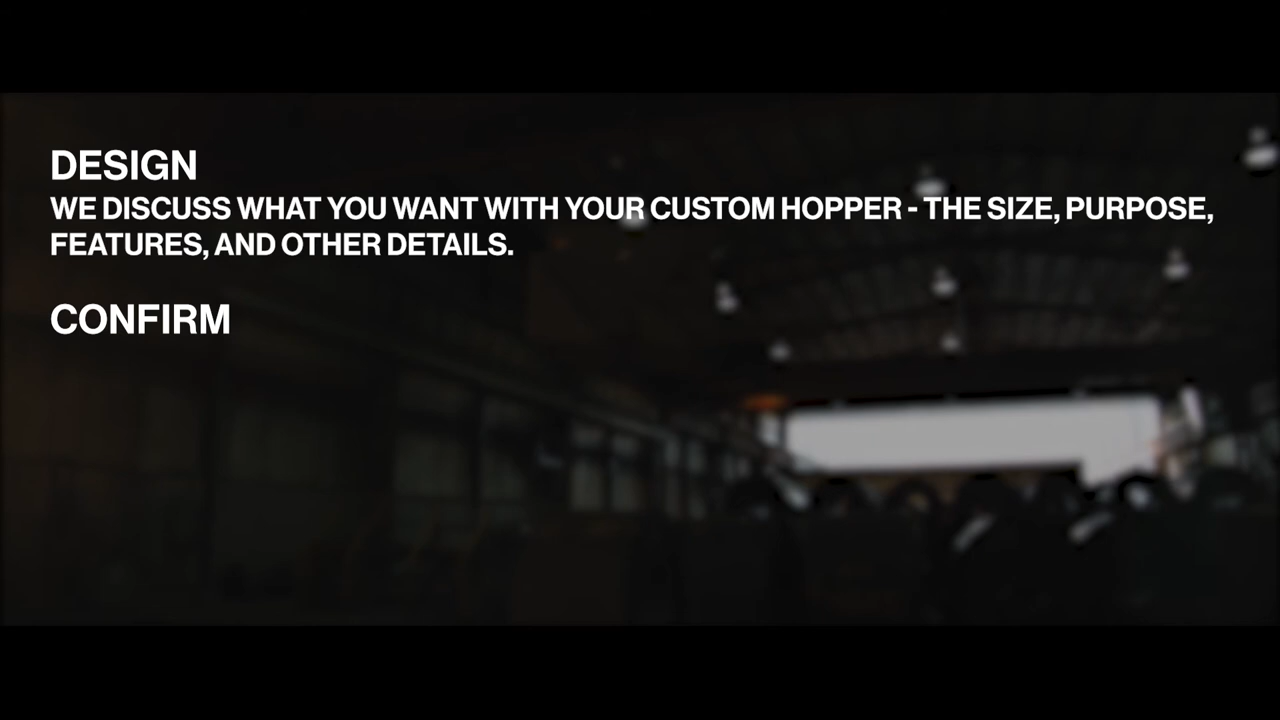 DESIGN
WE DISCUSS WHAT YOU WANT WITH YOUR CUSTOM HOPPER - THE SIZE, PURPOSE,
FEATURES, AND OTHER DETAILS.
CONFIRM